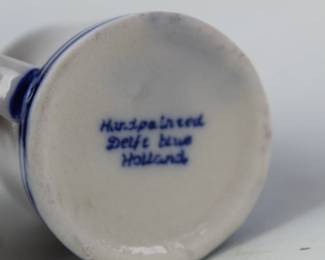 Handpainted
Delft blue
Holland